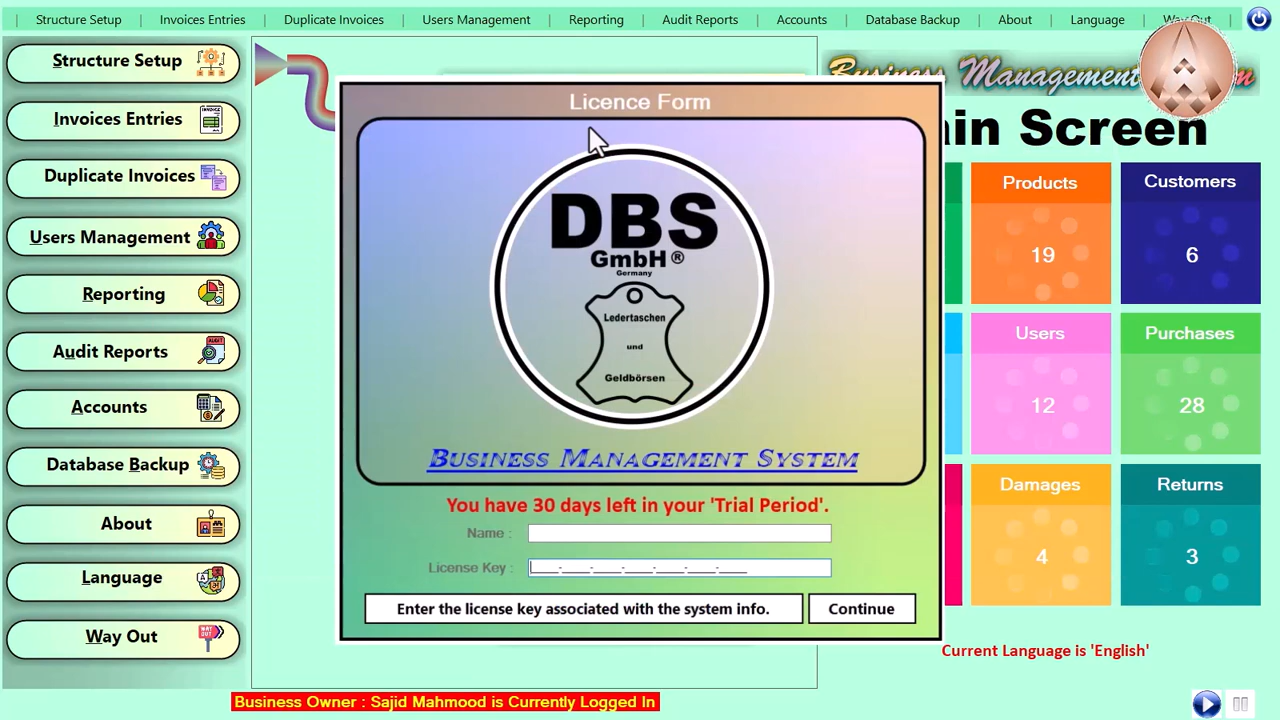 Structure Setup | Invoices Entries | Duplicate Invoices | Users Management | Reporting | Audit Reports | Accounts | Database Backup | About | Language | Way Out
Structure Setup
Invoices Entries
Duplicate Invoices
Users Management
Reporting
Audit Reports
Accounts
Database Backup
About
Language
Way Out
Business Management
Licence Form
DBS
GmbH®
Germany
Ledertaschen
und
Geldbörsen
Business Management System
You have 30 days left in your 'Trial Period'.
Name :
License Key :
Enter the license key associated with the system info.
Continue
Screen
Products
19
Customers
6
Users
12
Purchases
28
Damages
4
Returns
3
Current Language is 'English'
Business Owner : Sajid Mahmood is Currently Logged In